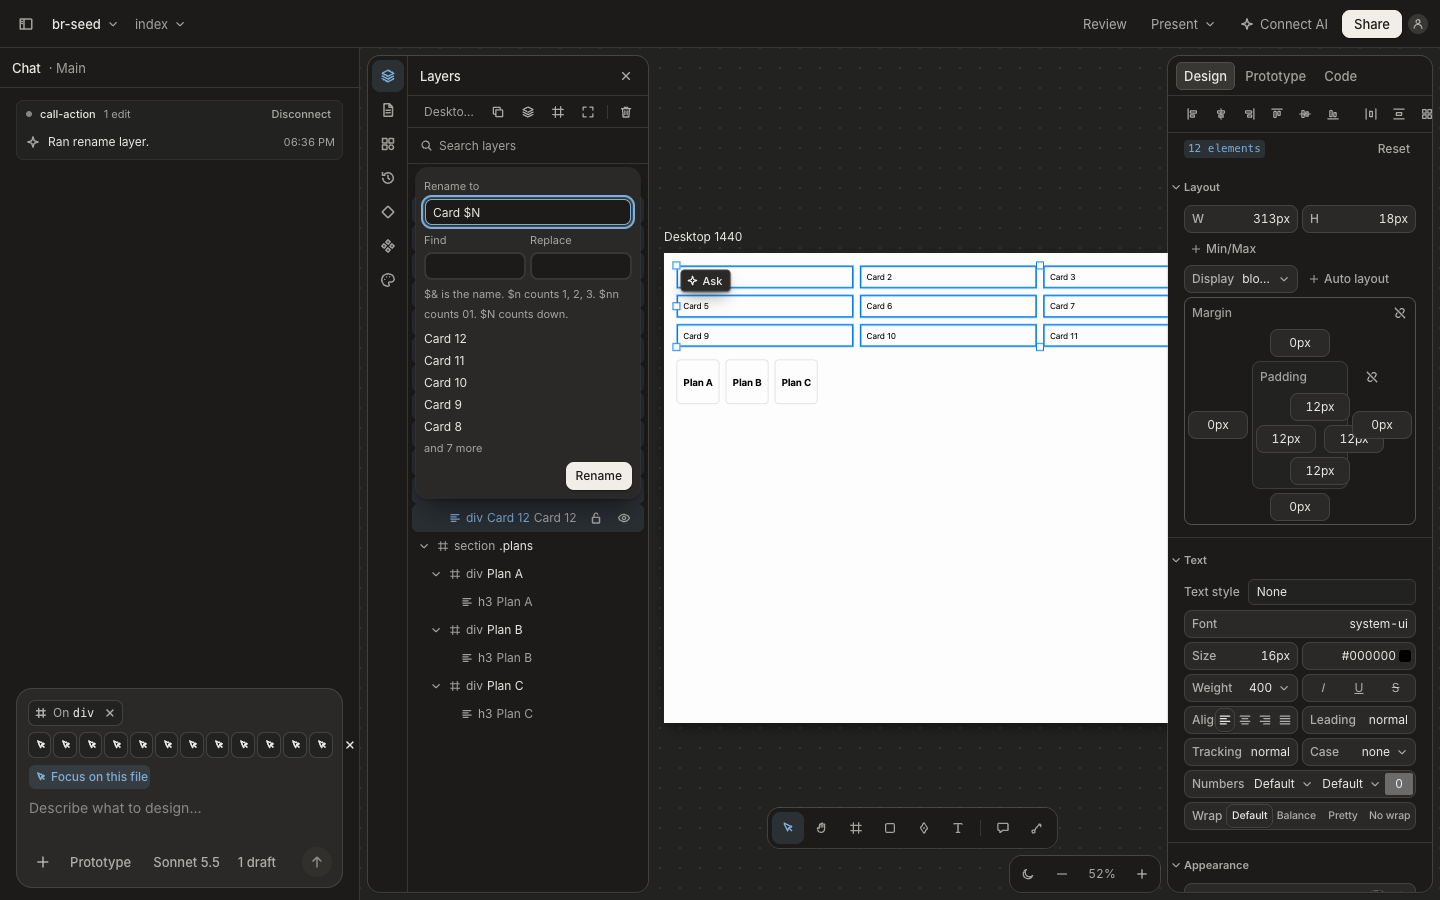 br-seed
index
Review
Present
Connect AI
Share
Chat · Main
call-action 1 edit
Disconnect
Ran rename layer.
06:36 PM
On div
Focus on this file
Describe what to design...
Prototype
Sonnet 5.5
1 draft
Layers
Deskto...
Search layers
Rename to
Card $N
Find
Replace
$& is the name. $n counts 1, 2, 3. $nn
counts 01. $N counts down.
Card 12
Card 11
Card 10
Card 9
Card 8
and 7 more
Rename
div Card 12 Card 12
section .plans
div Plan A
h3 Plan A
div Plan B
h3 Plan B
div Plan C
h3 Plan C
Desktop 1440
Ask
Card 2
Card 3
Card 5
Card 6
Card 7
Card 9
Card 10
Card 11
Plan A
Plan B
Plan C
52%
Design
Prototype
Code
12 elements
Reset
Layout
W 313px
H 18px
Min/Max
Display blo...
Auto layout
Margin
0px
Padding
12px
0px
12px
12px
0px
12px
0px
Text
Text style None
Font system-ui
Size 16px
#000000
Weight 400
I U S
Alig
Leading normal
Tracking normal
Case none
Numbers Default Default 0
Wrap Default Balance Pretty No wrap
Appearance